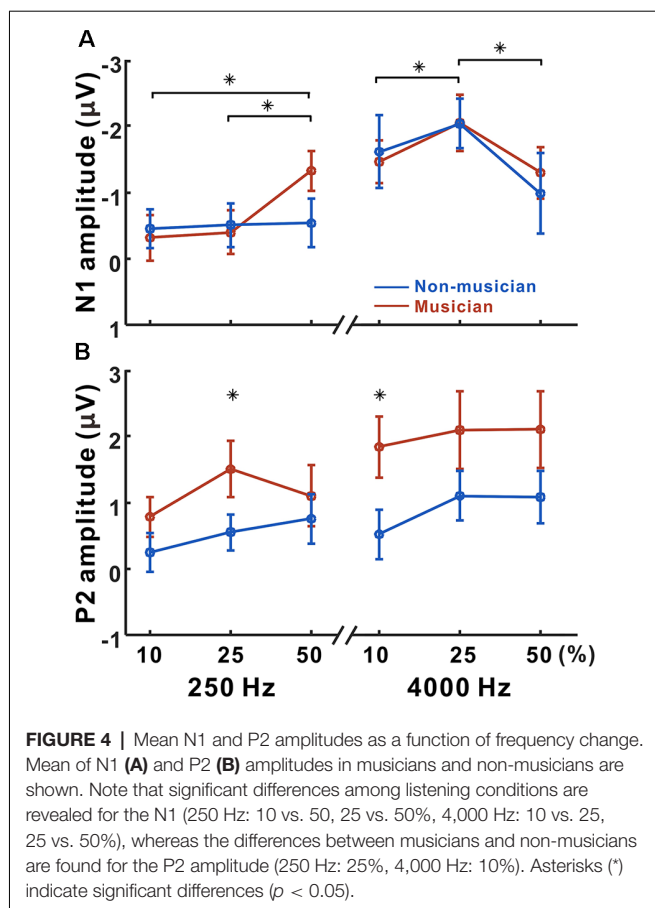 A
-3
-2
-1
0
1
N1 amplitude (μV)
*
*
*
*
Non-musician
Musician
B
3
2
1
0
-1
P2 amplitude (μV)
*
*
10 25 50 10 25 50 (%)
250 Hz 4000 Hz
FIGURE 4 | Mean N1 and P2 amplitudes as a function of frequency change.
Mean of N1 (A) and P2 (B) amplitudes in musicians and non-musicians are
shown. Note that significant differences among listening conditions are
revealed for the N1 (250 Hz: 10 vs. 50, 25 vs. 50%, 4,000 Hz: 10 vs. 25,
25 vs. 50%), whereas the differences between musicians and non-musicians
are found for the P2 amplitude (250 Hz: 25%, 4,000 Hz: 10%). Asterisks (*)
indicate significant differences (p < 0.05).